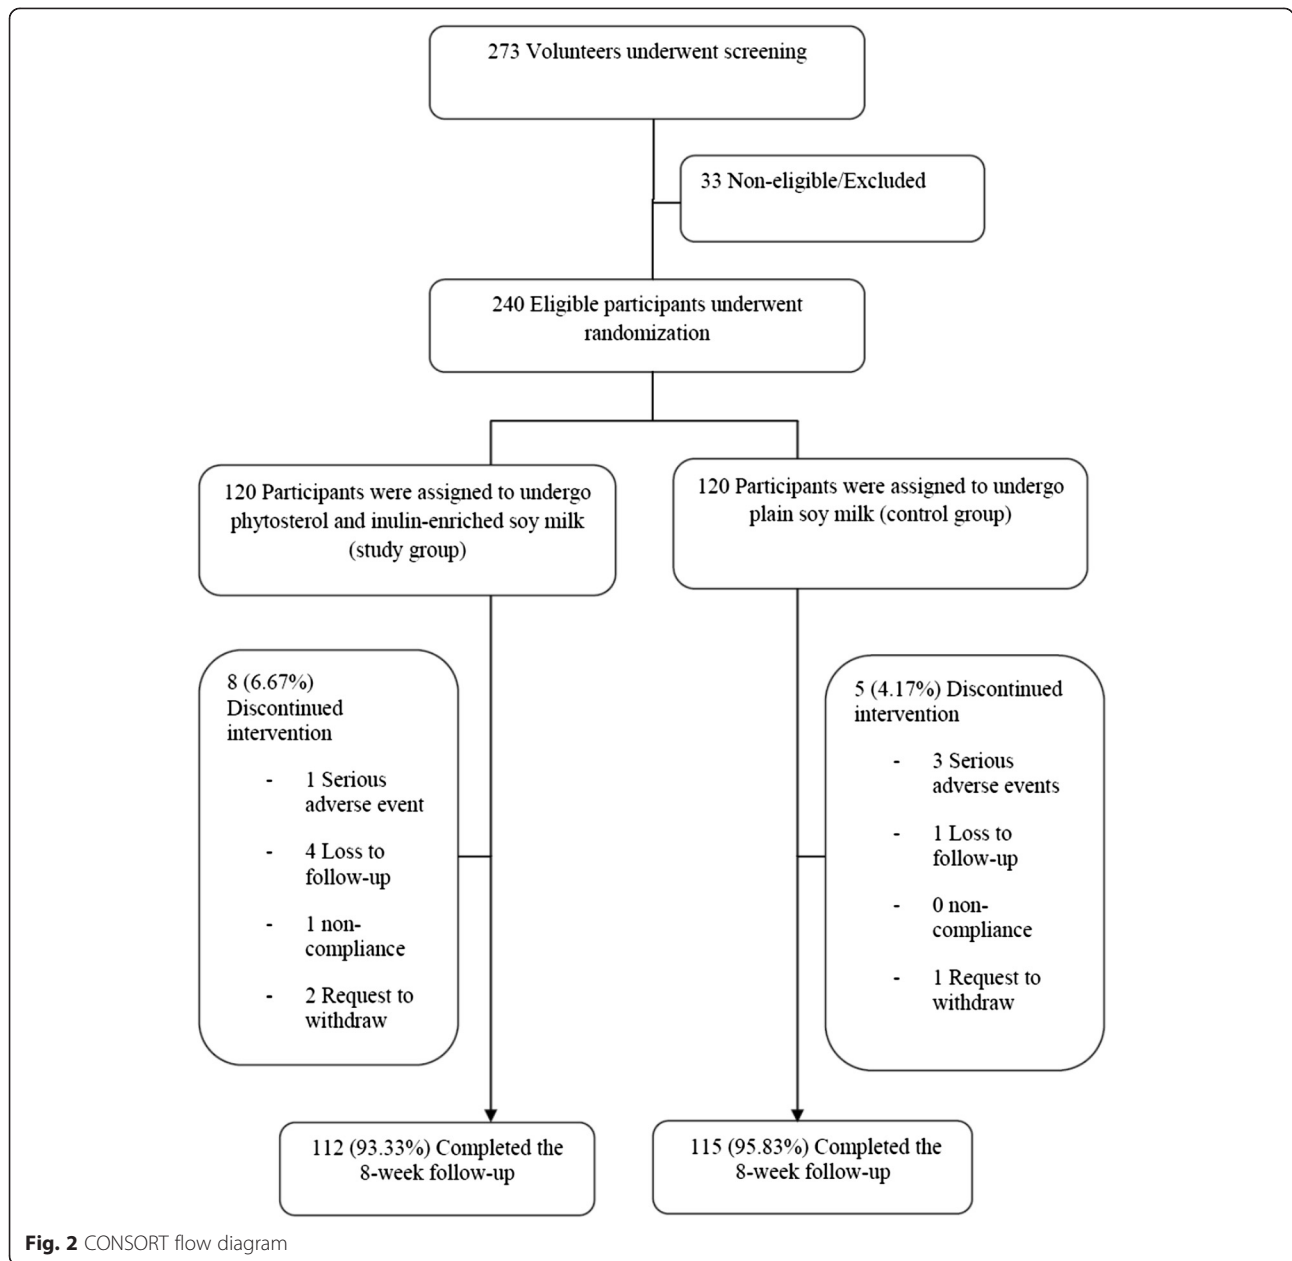 273 Volunteers underwent screening
33 Non-eligible/Excluded
240 Eligible participants underwent
randomization
120 Participants were assigned to undergo
phytosterol and inulin-enriched soy milk
(study group)
120 Participants were assigned to undergo
plain soy milk (control group)
8 (6.67%)
Discontinued
intervention
- 1 Serious
adverse event
- 4 Loss to
follow-up
- 1 non-
compliance
- 2 Request to
withdraw
5 (4.17%) Discontinued
intervention
- 3 Serious
adverse events
- 1 Loss to
follow-up
- 0 non-
compliance
- 1 Request to
withdraw
112 (93.33%) Completed the
8-week follow-up
115 (95.83%) Completed the
8-week follow-up
Fig. 2 CONSORT flow diagram